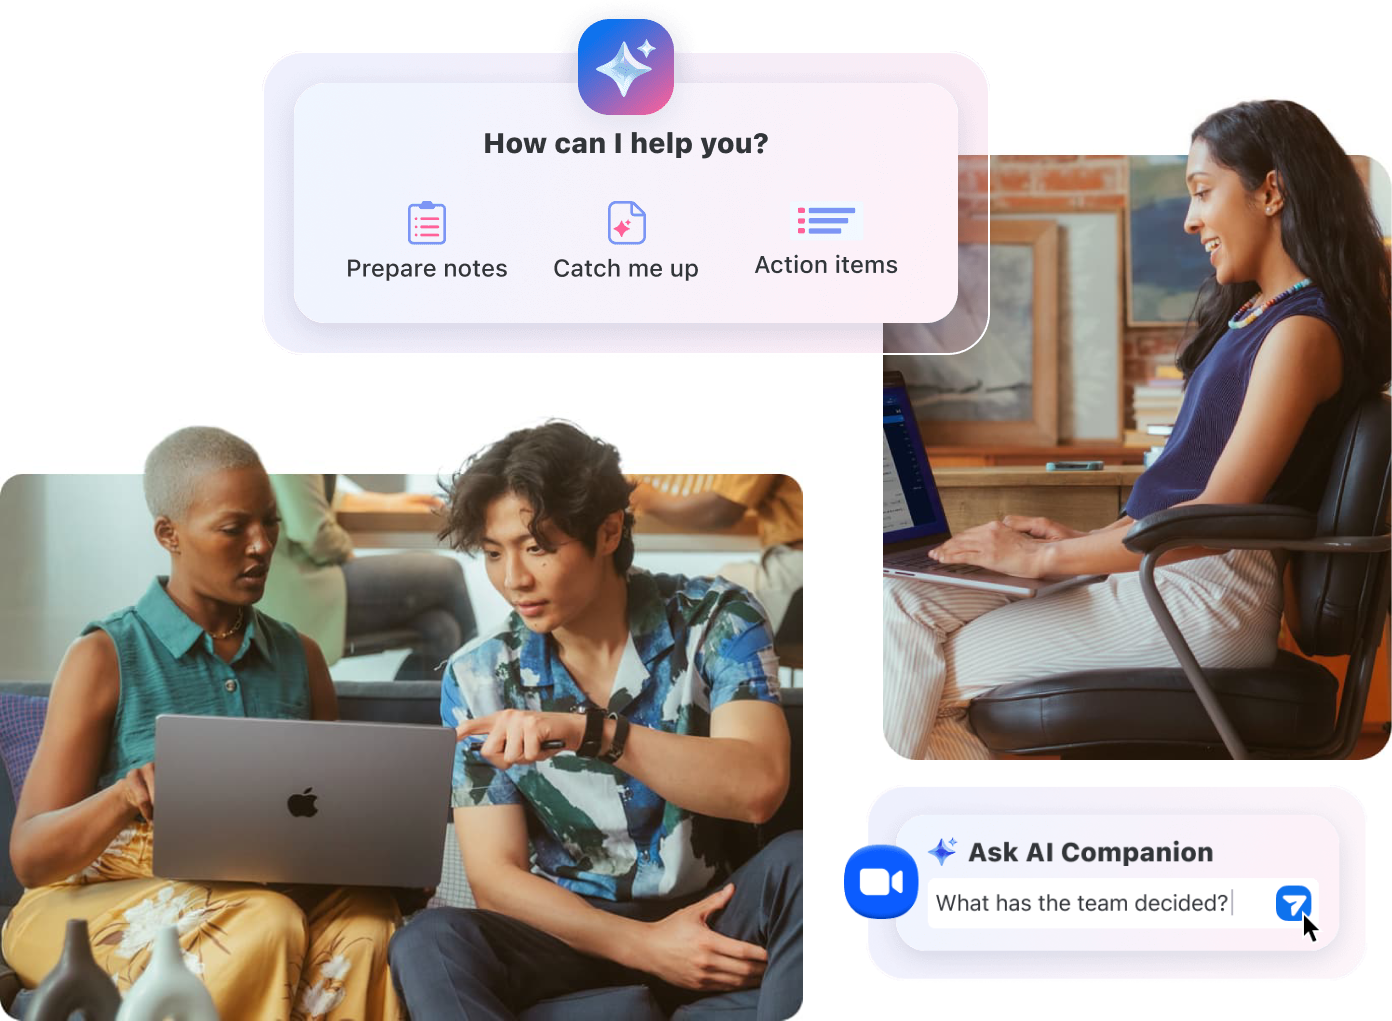 How can I help you?
Prepare notes
Catch me up
Action items
Ask AI Companion
What has the team decided?